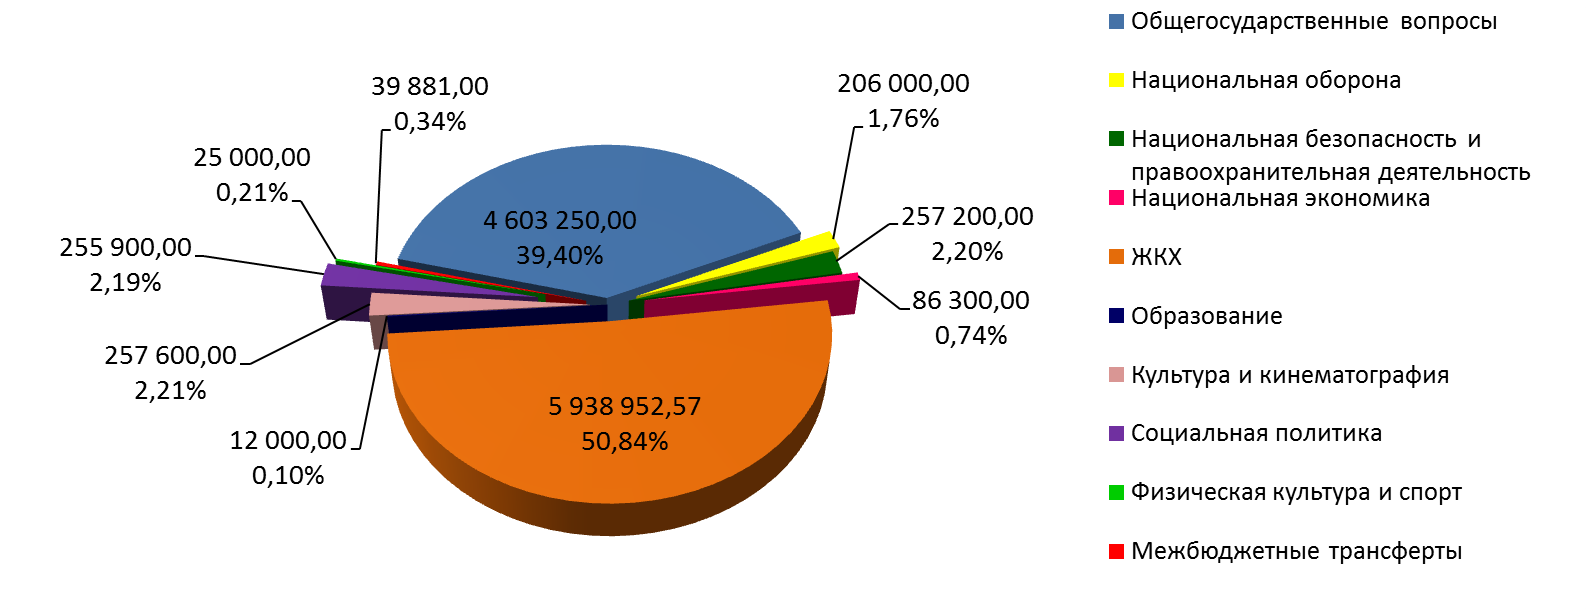 39 881,00
0,34%
206 000,00
1,76%
25 000,00
0,21%
4 603 250,00
39,40%
257 200,00
2,20%
255 900,00
2,19%
86 300,00
0,74%
257 600,00
2,21%
5 938 952,57
50,84%
12 000,00
0,10%
Общегосударственные вопросы
Национальная оборона
Национальная безопасность и
правоохранительная деятельность
Национальная экономика
ЖКХ
Образование
Культура и кинематография
Социальная политика
Физическая культура и спорт
Межбюджетные трансферты